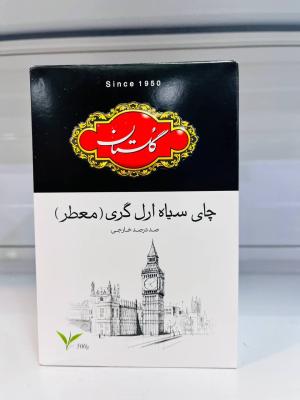 Since 1950
گلستان
چای سیاه ارل گری (معطر)
صد درصد خارجی
500g